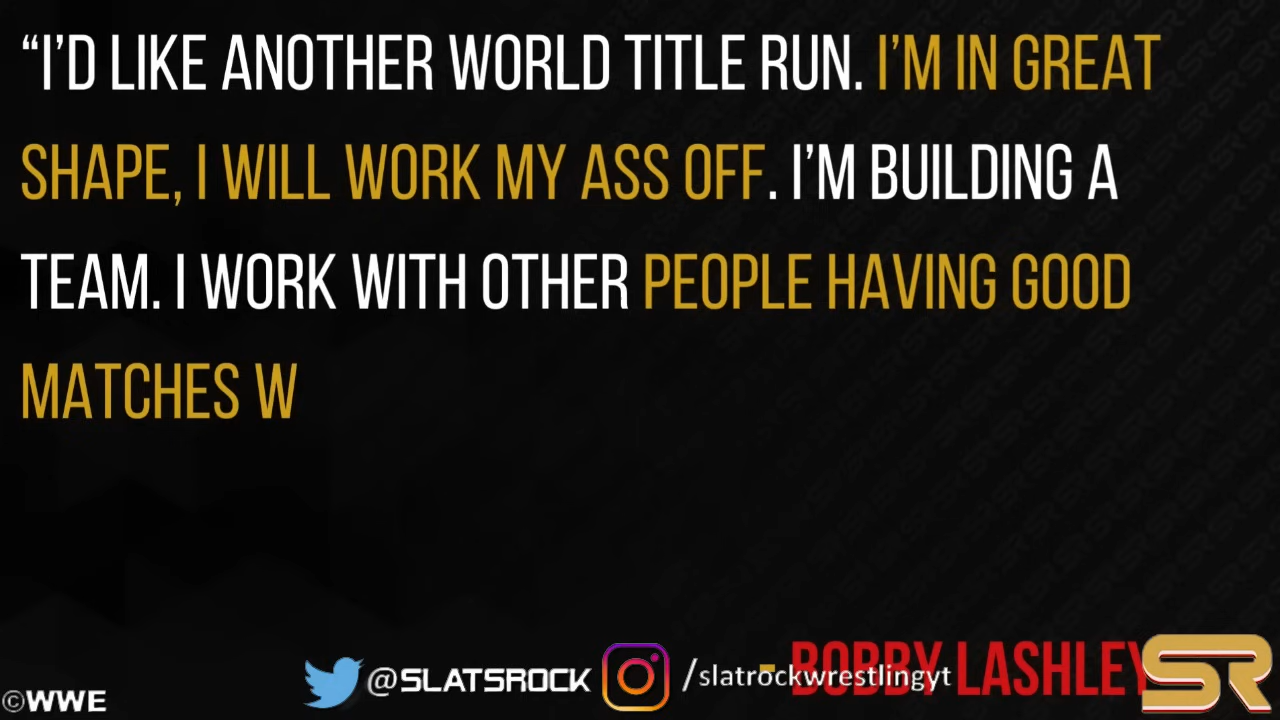 “I’D LIKE ANOTHER WORLD TITLE RUN. I’M IN GREAT
SHAPE, I WILL WORK MY ASS OFF. I’M BUILDING A
TEAM. I WORK WITH OTHER PEOPLE HAVING GOOD
MATCHES W
- BOBBY LASHLEY
©WWE
@SLATSROCK
/slatrockwrestlingyt
SR